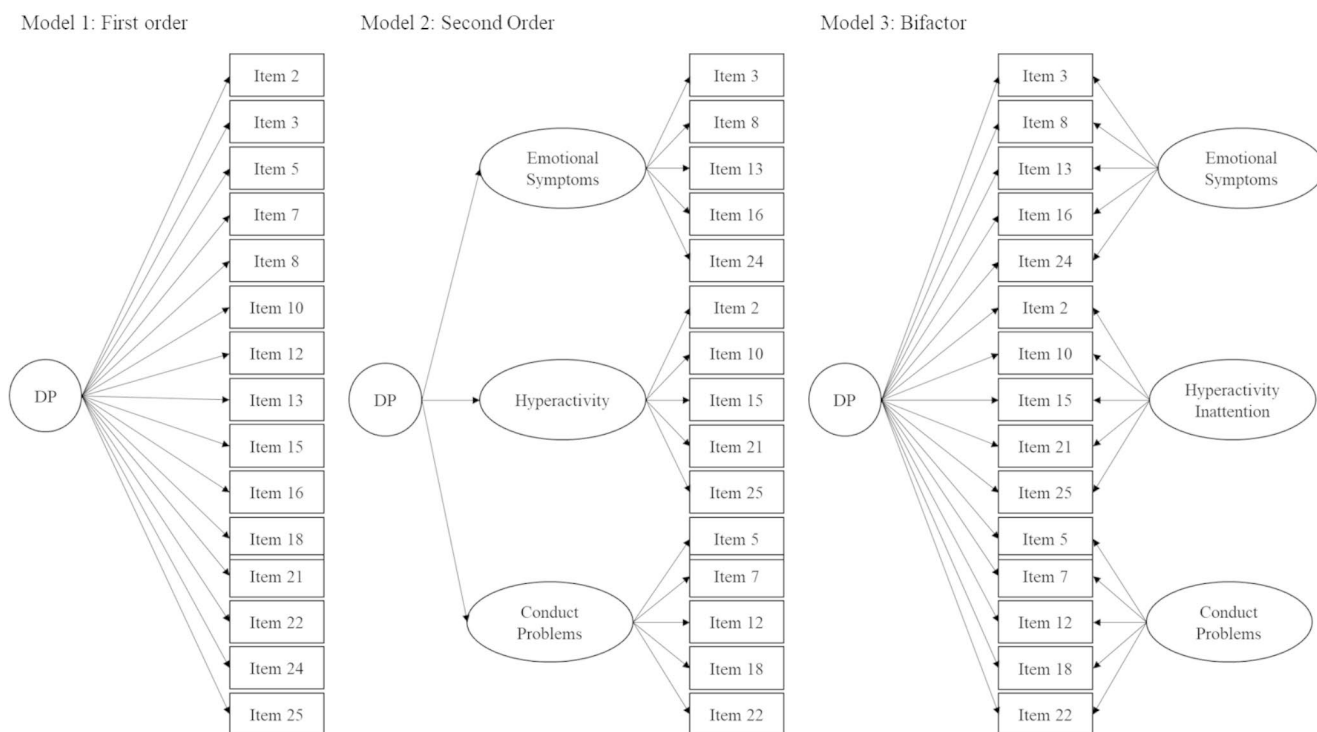 Model 1: First order
DP
Item 2
Item 3
Item 5
Item 7
Item 8
Item 10
Item 12
Item 13
Item 15
Item 16
Item 18
Item 21
Item 22
Item 24
Item 25
Model 2: Second Order
DP
Emotional
Symptoms
Hyperactivity
Conduct
Problems
Item 3
Item 8
Item 13
Item 16
Item 24
Item 2
Item 10
Item 15
Item 21
Item 25
Item 5
Item 7
Item 12
Item 18
Item 22
Model 3: Bifactor
DP
Item 3
Item 8
Item 13
Item 16
Item 24
Item 2
Item 10
Item 15
Item 21
Item 25
Item 5
Item 7
Item 12
Item 18
Item 22
Emotional
Symptoms
Hyperactivity
Inattention
Conduct
Problems